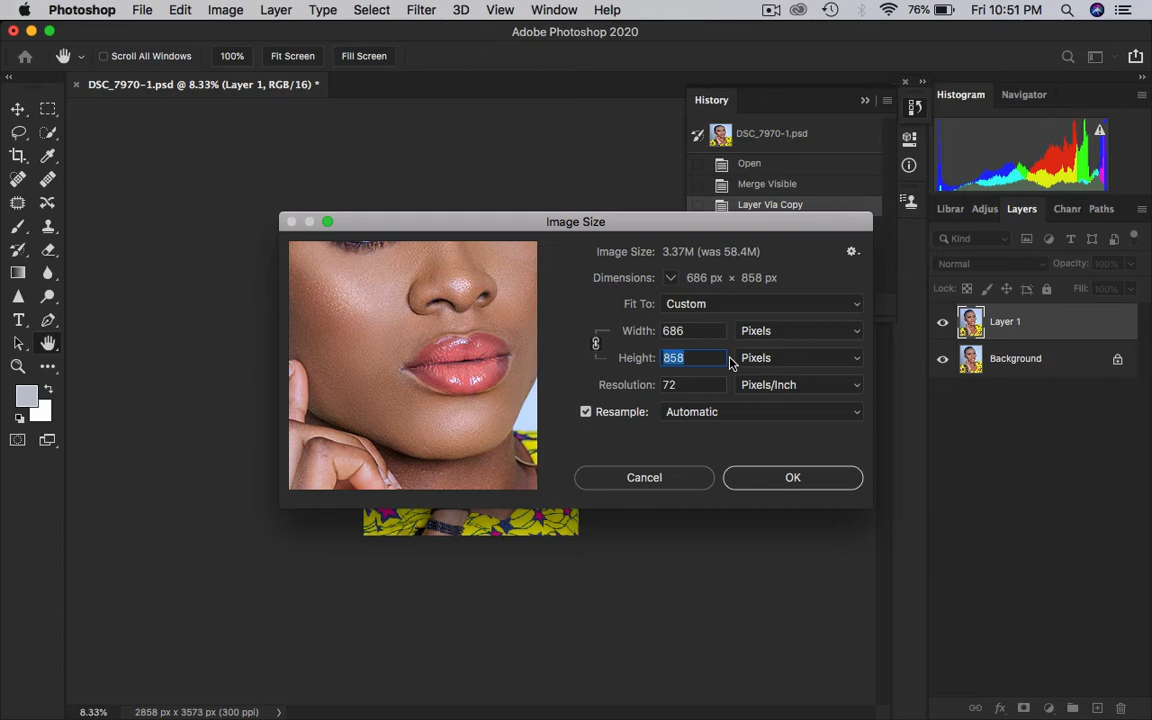 Photoshop File Edit Image Layer Type Select Filter 3D View Window Help 76% Fri 10:51 PM
Adobe Photoshop 2020
Scroll All Windows 100% Fit Screen Fill Screen
DSC_7970-1.psd @ 8.33% (Layer 1, RGB/16) *
History
DSC_7970-1.psd
Open
Merge Visible
Layer Via Copy
Histogram Navigator
Librar Adjus Layers Chanr Paths
Kind
Normal Opacity: 100%
Lock: Fill: 100%
Layer 1
Background
Image Size
Image Size: 3.37M (was 58.4M)
Dimensions: 686 px × 858 px
Fit To: Custom
Width: 686 Pixels
Height: 858 Pixels
Resolution: 72 Pixels/Inch
Resample: Automatic
Cancel OK
8.33% 2858 px x 3573 px (300 ppi)